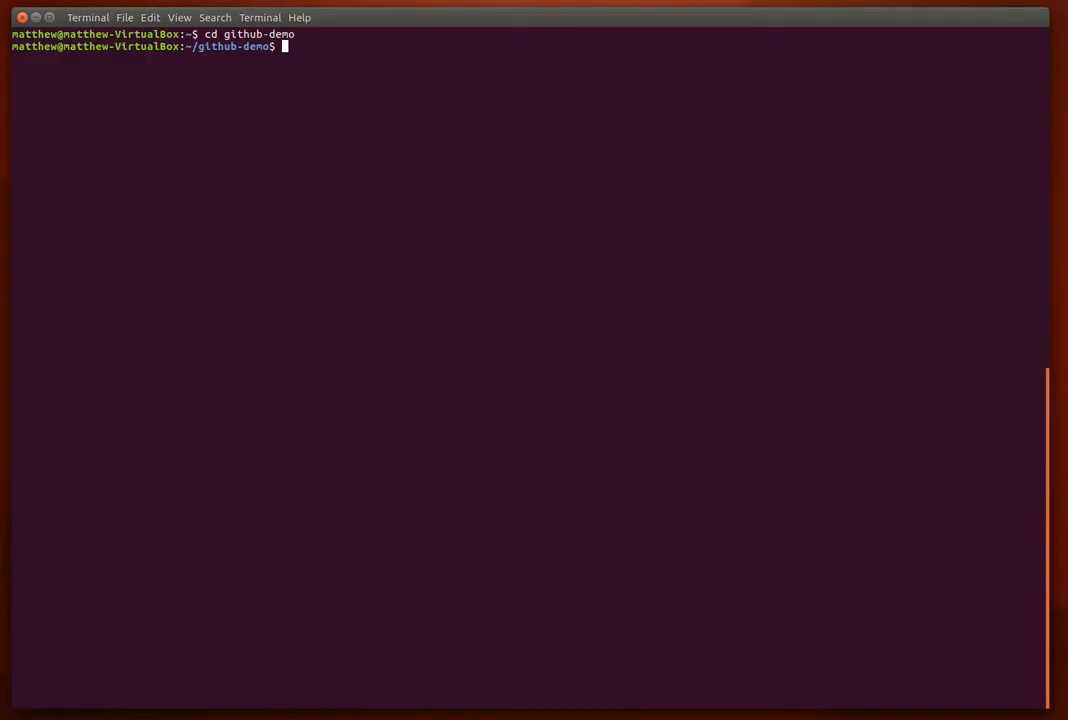 Terminal File Edit View Search Terminal Help
matthew@matthew-VirtualBox:~$ cd github-demo
matthew@matthew-VirtualBox:~/github-demo$